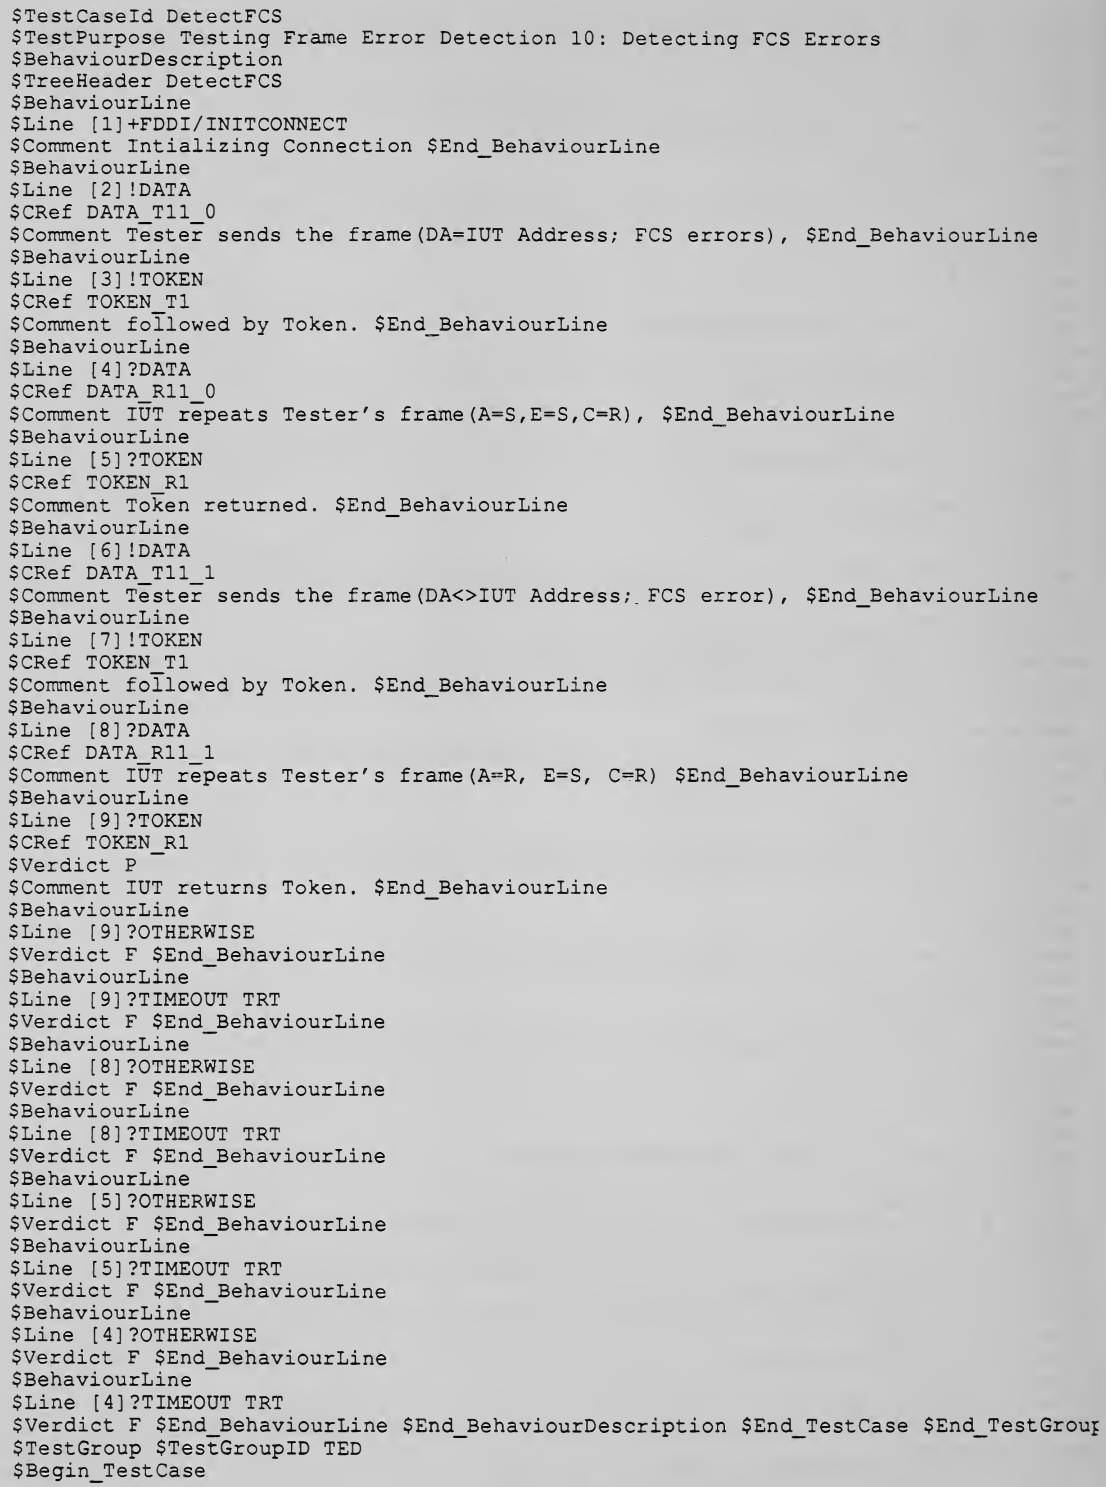 $TestCaseId DetectFCS
$TestPurpose Testing Frame Error Detection 10: Detecting FCS Errors
$BehaviourDescription
$TreeHeader DetectFCS
$BehaviourLine
$Line [1]+FDDI/INITCONNECT
$Comment Intializing Connection $End_BehaviourLine
$BehaviourLine
$Line [2]!DATA
$CRef DATA_T11_0
$Comment Tester sends the frame(DA=IUT Address; FCS errors), $End_BehaviourLine
$BehaviourLine
$Line [3]!TOKEN
$CRef TOKEN_T1
$Comment followed by Token. $End_BehaviourLine
$BehaviourLine
$Line [4]?DATA
$CRef DATA_R11_0
$Comment IUT repeats Tester's frame(A=S,E=S,C=R), $End_BehaviourLine
$BehaviourLine
$Line [5]?TOKEN
$CRef TOKEN_R1
$Comment Token returned. $End_BehaviourLine
$BehaviourLine
$Line [6]!DATA
$CRef DATA_T11_1
$Comment Tester sends the frame(DA<>IUT Address; FCS error), $End_BehaviourLine
$BehaviourLine
$Line [7]!TOKEN
$CRef TOKEN_T1
$Comment followed by Token. $End_BehaviourLine
$BehaviourLine
$Line [8]?DATA
$CRef DATA_R11_1
$Comment IUT repeats Tester's frame(A=R, E=S, C=R) $End_BehaviourLine
$BehaviourLine
$Line [9]?TOKEN
$CRef TOKEN_R1
$Verdict P
$Comment IUT returns Token. $End_BehaviourLine
$BehaviourLine
$Line [9]?OTHERWISE
$Verdict F $End_BehaviourLine
$BehaviourLine
$Line [9]?TIMEOUT TRT
$Verdict F $End_BehaviourLine
$BehaviourLine
$Line [8]?OTHERWISE
$Verdict F $End_BehaviourLine
$BehaviourLine
$Line [8]?TIMEOUT TRT
$Verdict F $End_BehaviourLine
$BehaviourLine
$Line [5]?OTHERWISE
$Verdict F $End_BehaviourLine
$BehaviourLine
$Line [5]?TIMEOUT TRT
$Verdict F $End_BehaviourLine
$BehaviourLine
$Line [4]?OTHERWISE
$Verdict F $End_BehaviourLine
$BehaviourLine
$Line [4]?TIMEOUT TRT
$Verdict F $End_BehaviourLine $End_BehaviourDescription $End_TestCase $End_TestGroup
$TestGroup $TestGroupID TED
$Begin_TestCase